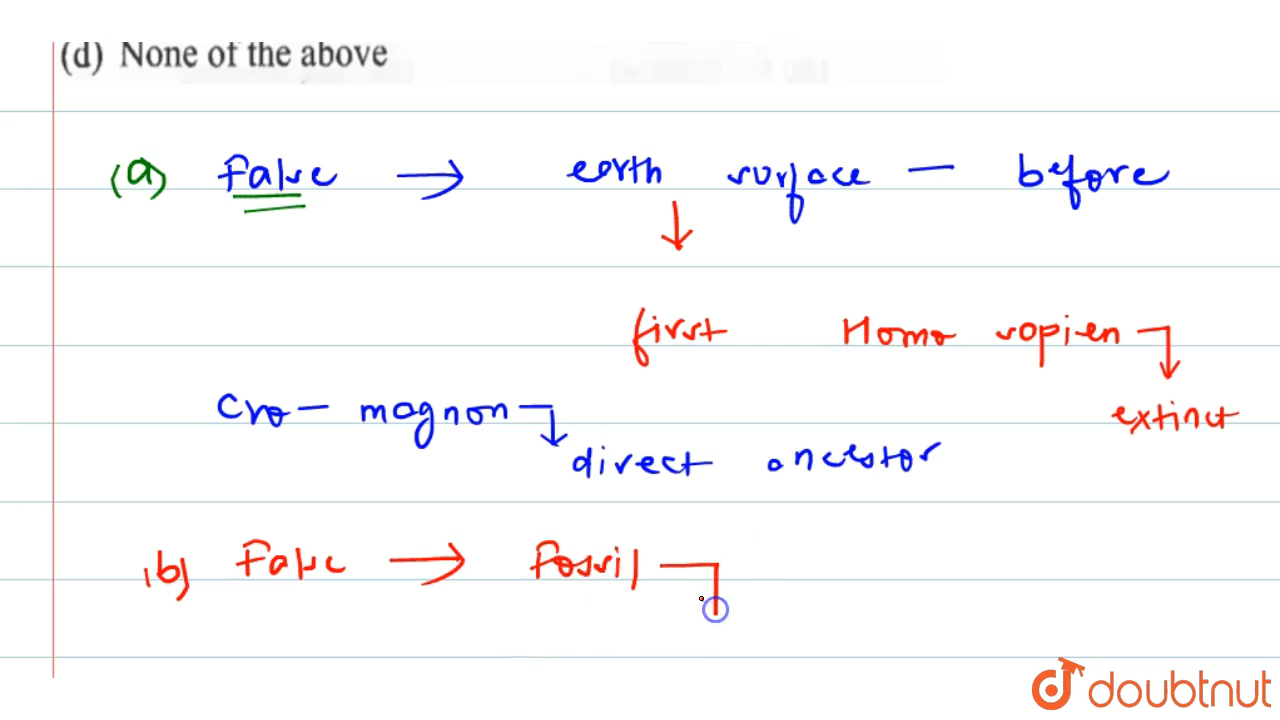 (d) None of the above
(a) False → earth surface – before
first Homo sapien
extinct
Cro- magnon
direct ancestor
(b) False → Fossil
doubtnut